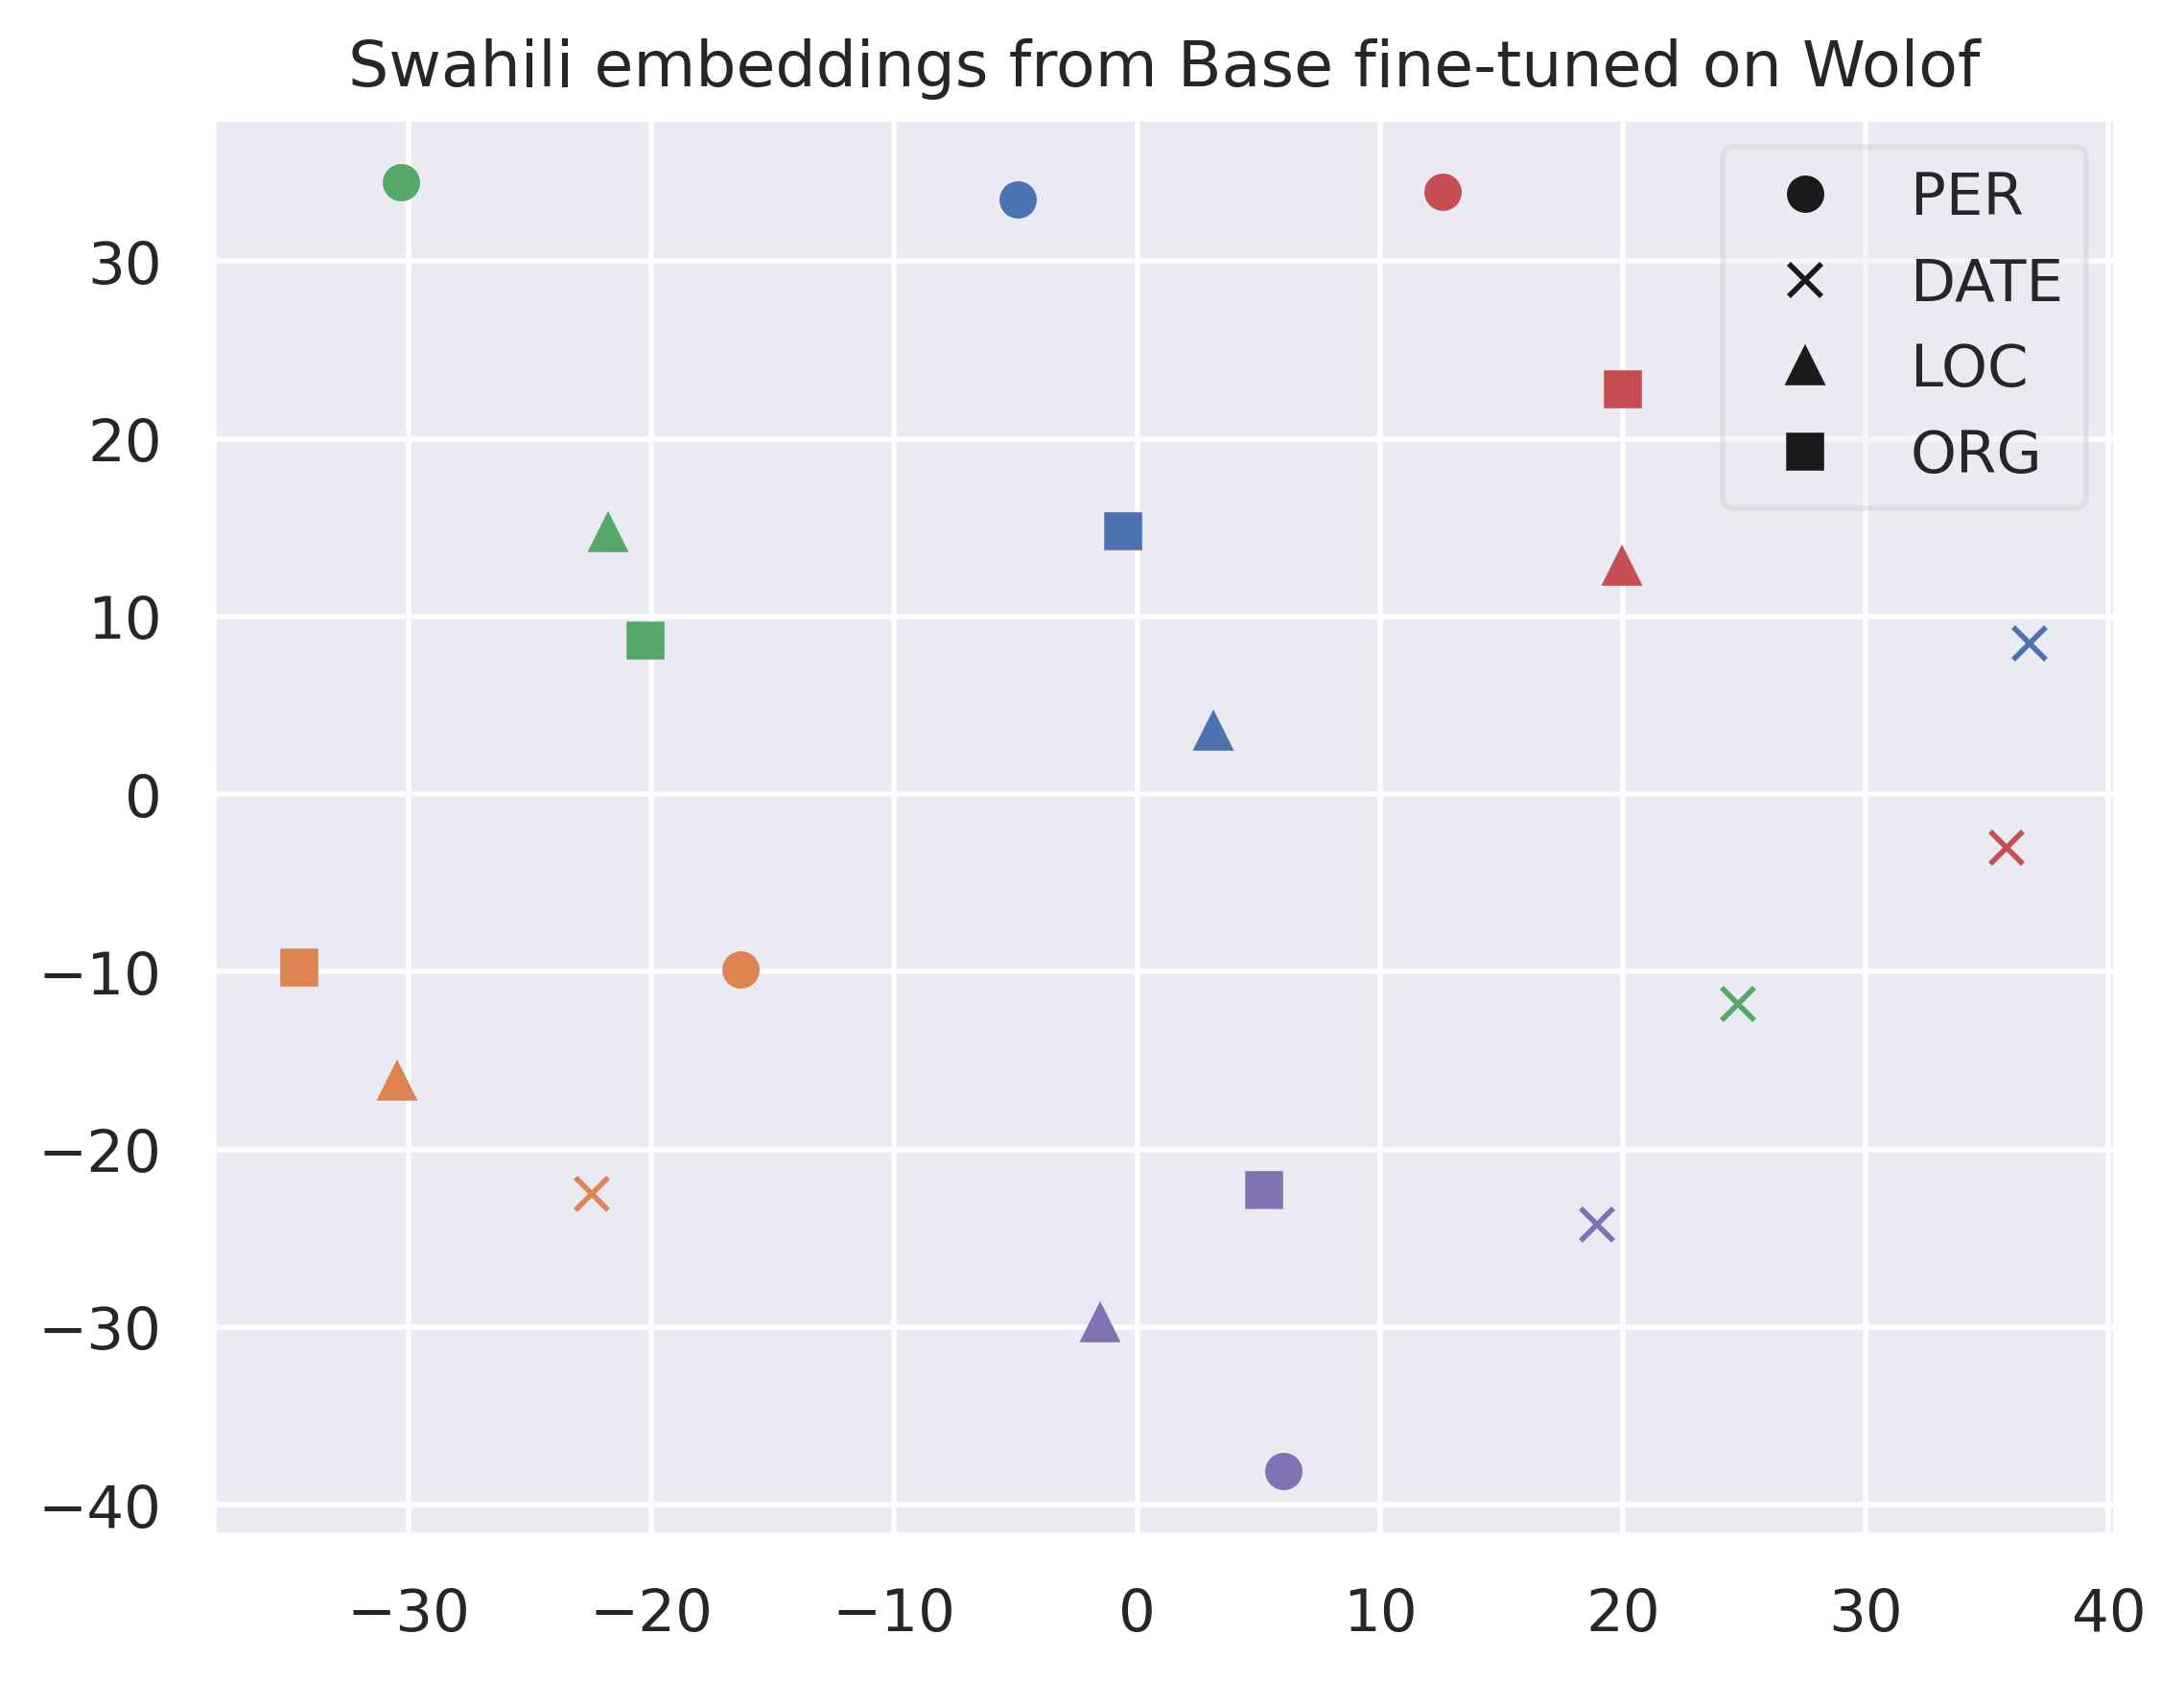 Swahili embeddings from Base fine-tuned on Wolof
PER
DATE
LOC
ORG
30
20
10
0
−10
−20
−30
−40
−30 −20 −10 0 10 20 30 40